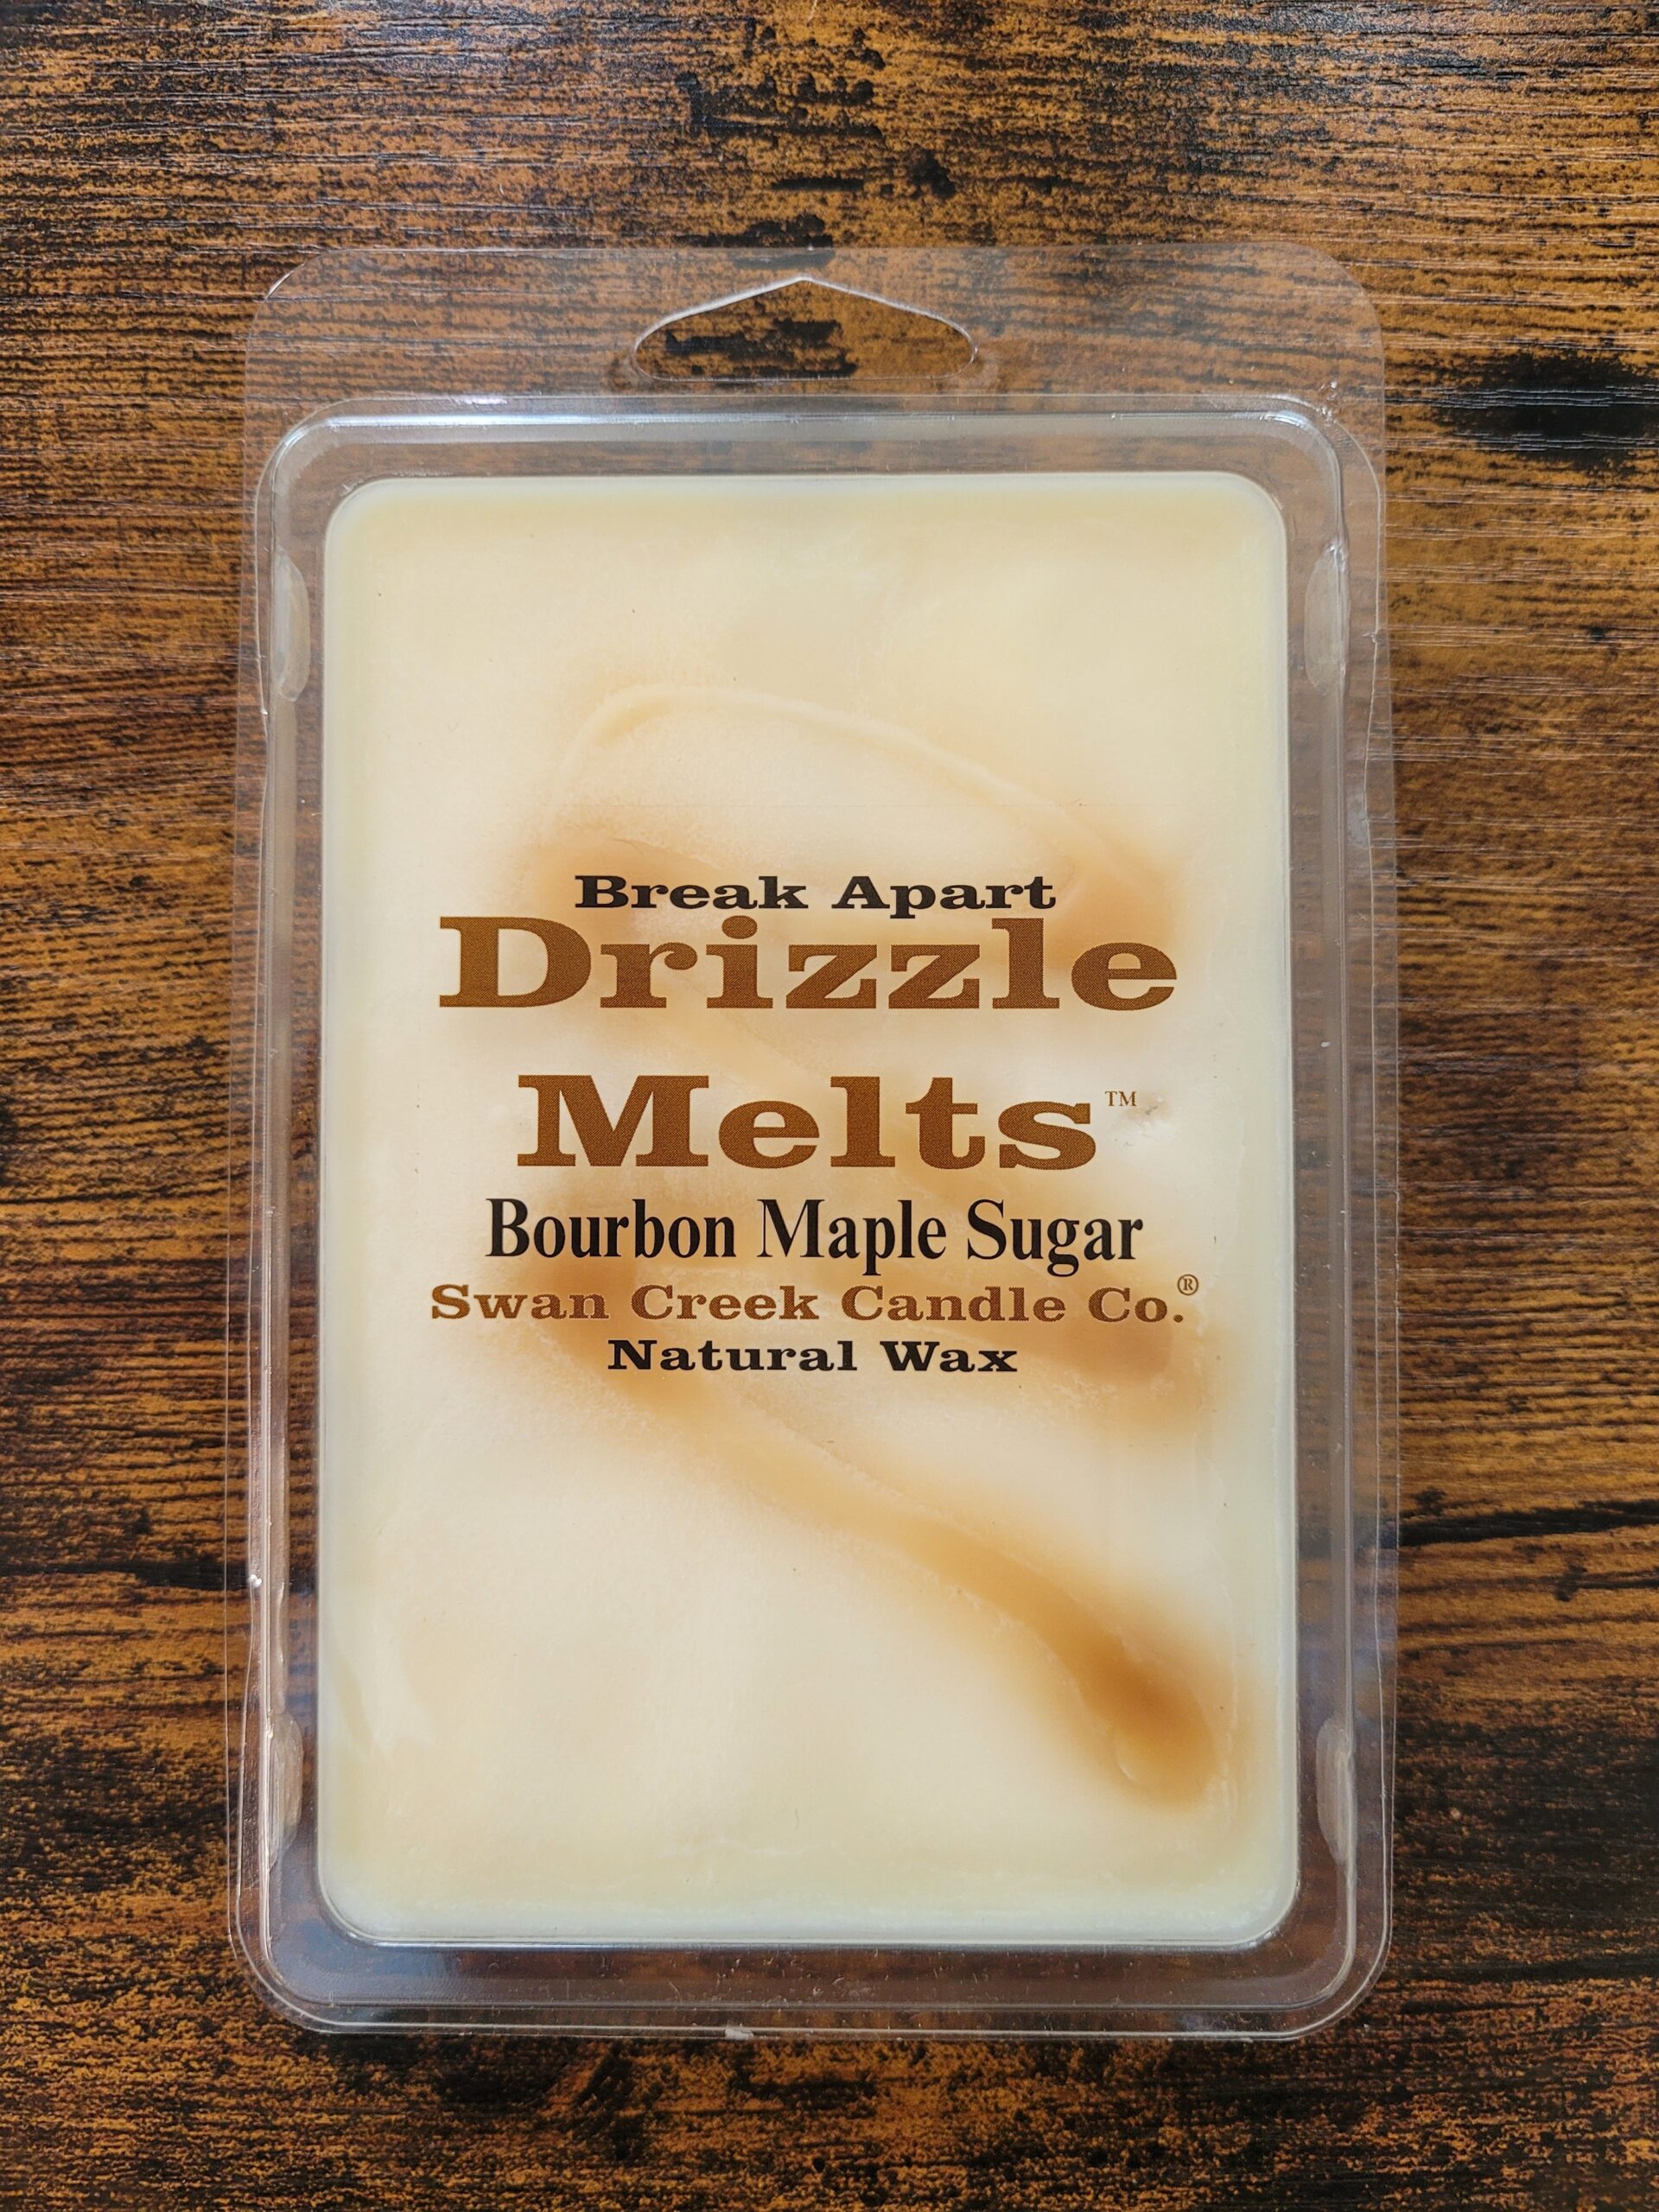 Break Apart
Drizzle
Melts™
Bourbon Maple Sugar
Swan Creek Candle Co.®
Natural Wax